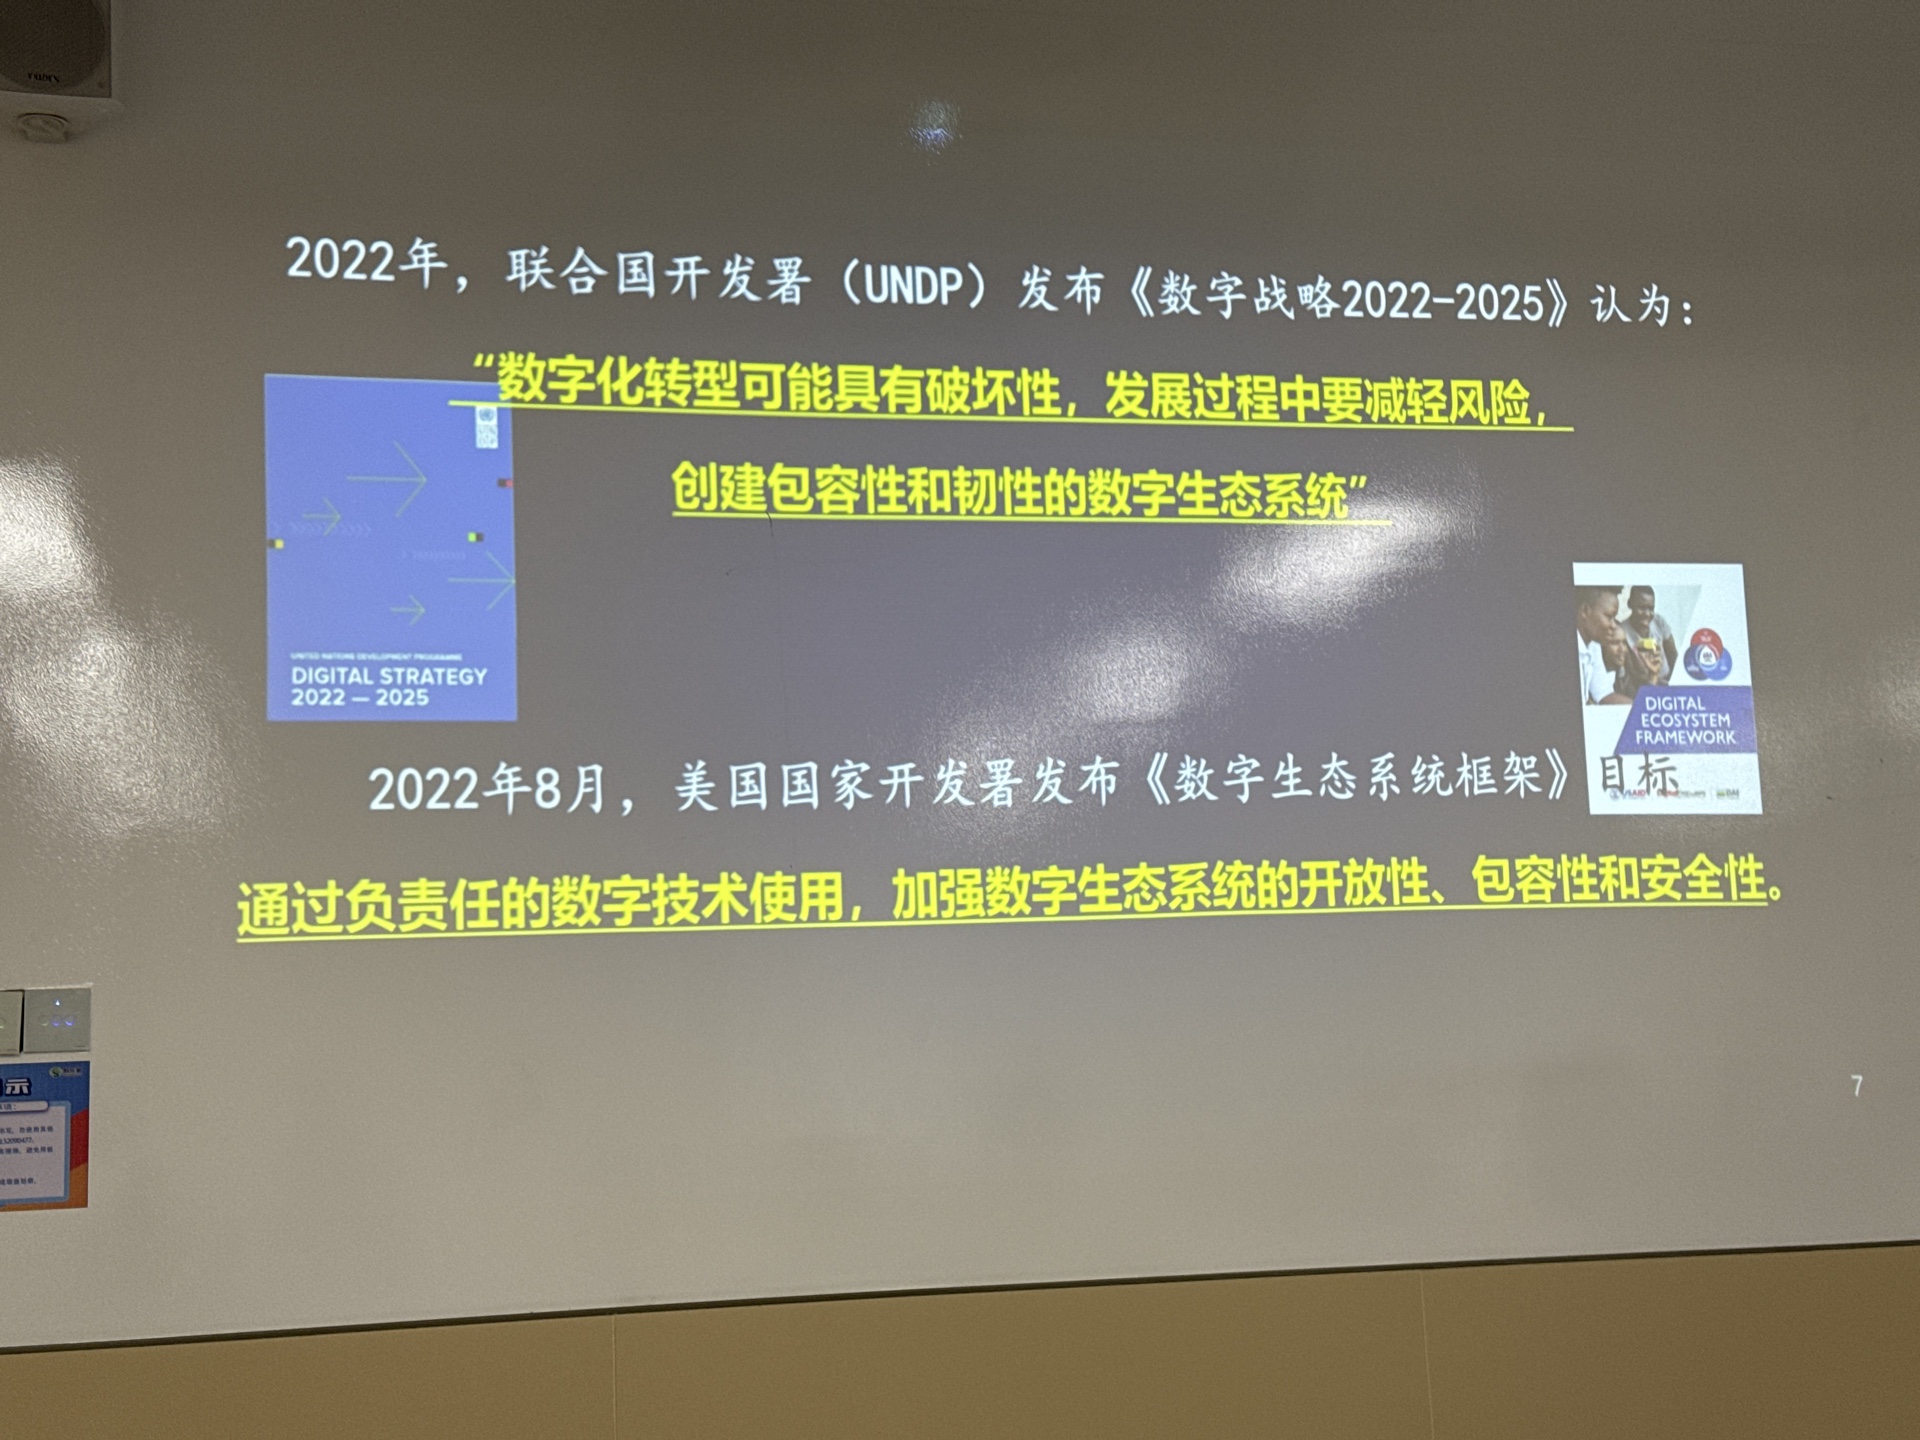 2022年，联合国开发署（UNDP）发布《数字战略2022-2025》认为：
“数字化转型可能具有破坏性，发展过程中要减轻风险，
创建包容性和韧性的数字生态系统”
UNITED NATIONS DEVELOPMENT PROGRAMME
DIGITAL STRATEGY
2022 — 2025
DIGITAL
ECOSYSTEM
FRAMEWORK
USAID
2022年8月，美国国家开发署发布《数字生态系统框架》目标
通过负责任的数字技术使用，加强数字生态系统的开放性、包容性和安全性。
7
示